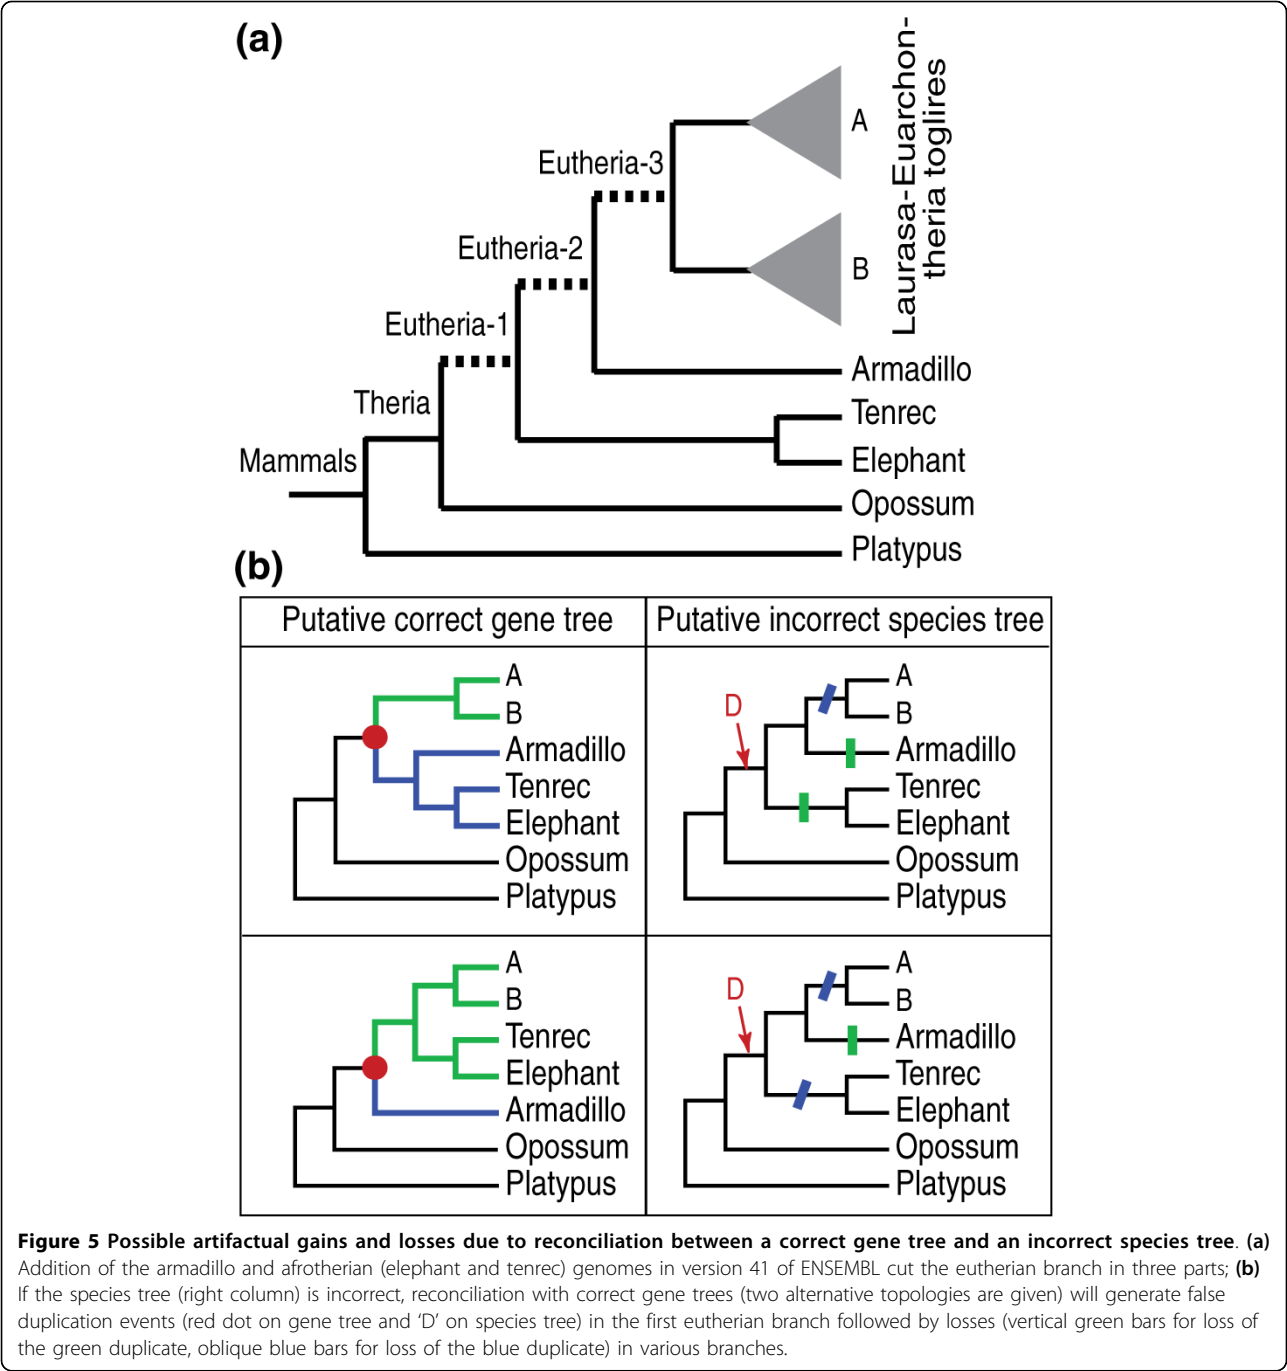 (a)
A
Eutheria-3
Laurasa-Euarchon-
theria toglires
Eutheria-2
B
Eutheria-1
Armadillo
Theria
Tenrec
Mammals
Elephant
Opossum
Platypus
(b)
Putative correct gene tree
Putative incorrect species tree
A
B
Armadillo
Tenrec
Elephant
Opossum
Platypus
D
A
B
Armadillo
Tenrec
Elephant
Opossum
Platypus
A
B
Tenrec
Elephant
Armadillo
Opossum
Platypus
D
A
B
Armadillo
Tenrec
Elephant
Opossum
Platypus
Figure 5 Possible artifactual gains and losses due to reconciliation between a correct gene tree and an incorrect species tree. (a)
Addition of the armadillo and afrotherian (elephant and tenrec) genomes in version 41 of ENSEMBL cut the eutherian branch in three parts; (b)
If the species tree (right column) is incorrect, reconciliation with correct gene trees (two alternative topologies are given) will generate false
duplication events (red dot on gene tree and ‘D’ on species tree) in the first eutherian branch followed by losses (vertical green bars for loss of
the green duplicate, oblique blue bars for loss of the blue duplicate) in various branches.